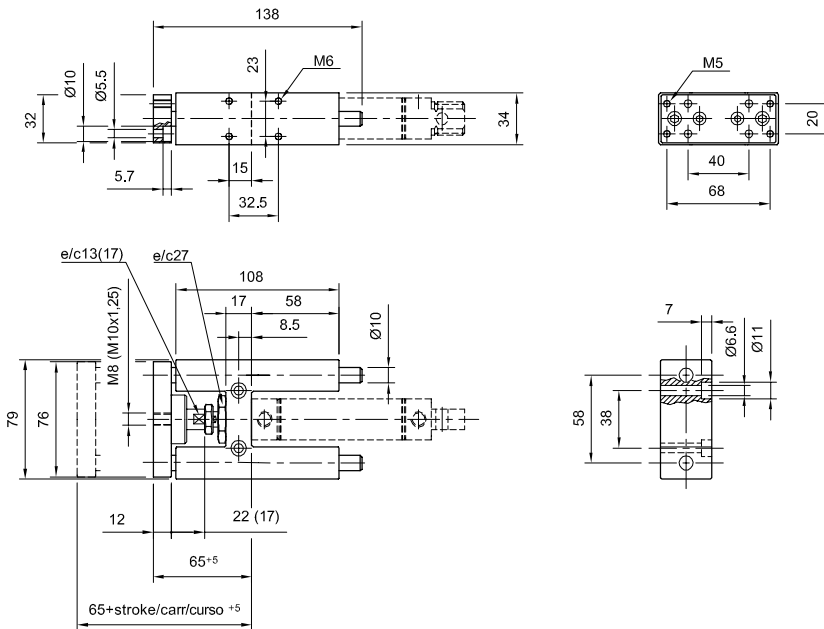 138
23
M6
Ø10
Ø5.5
32
34
5.7
15
32.5
M5
20
40
68
e/c13(17)
e/c27
108
17
58
8.5
Ø10
M8 (M10x1,25)
79
76
12
22 (17)
65+5
65+stroke/carr/curso +5
7
Ø6.6
Ø11
58
38